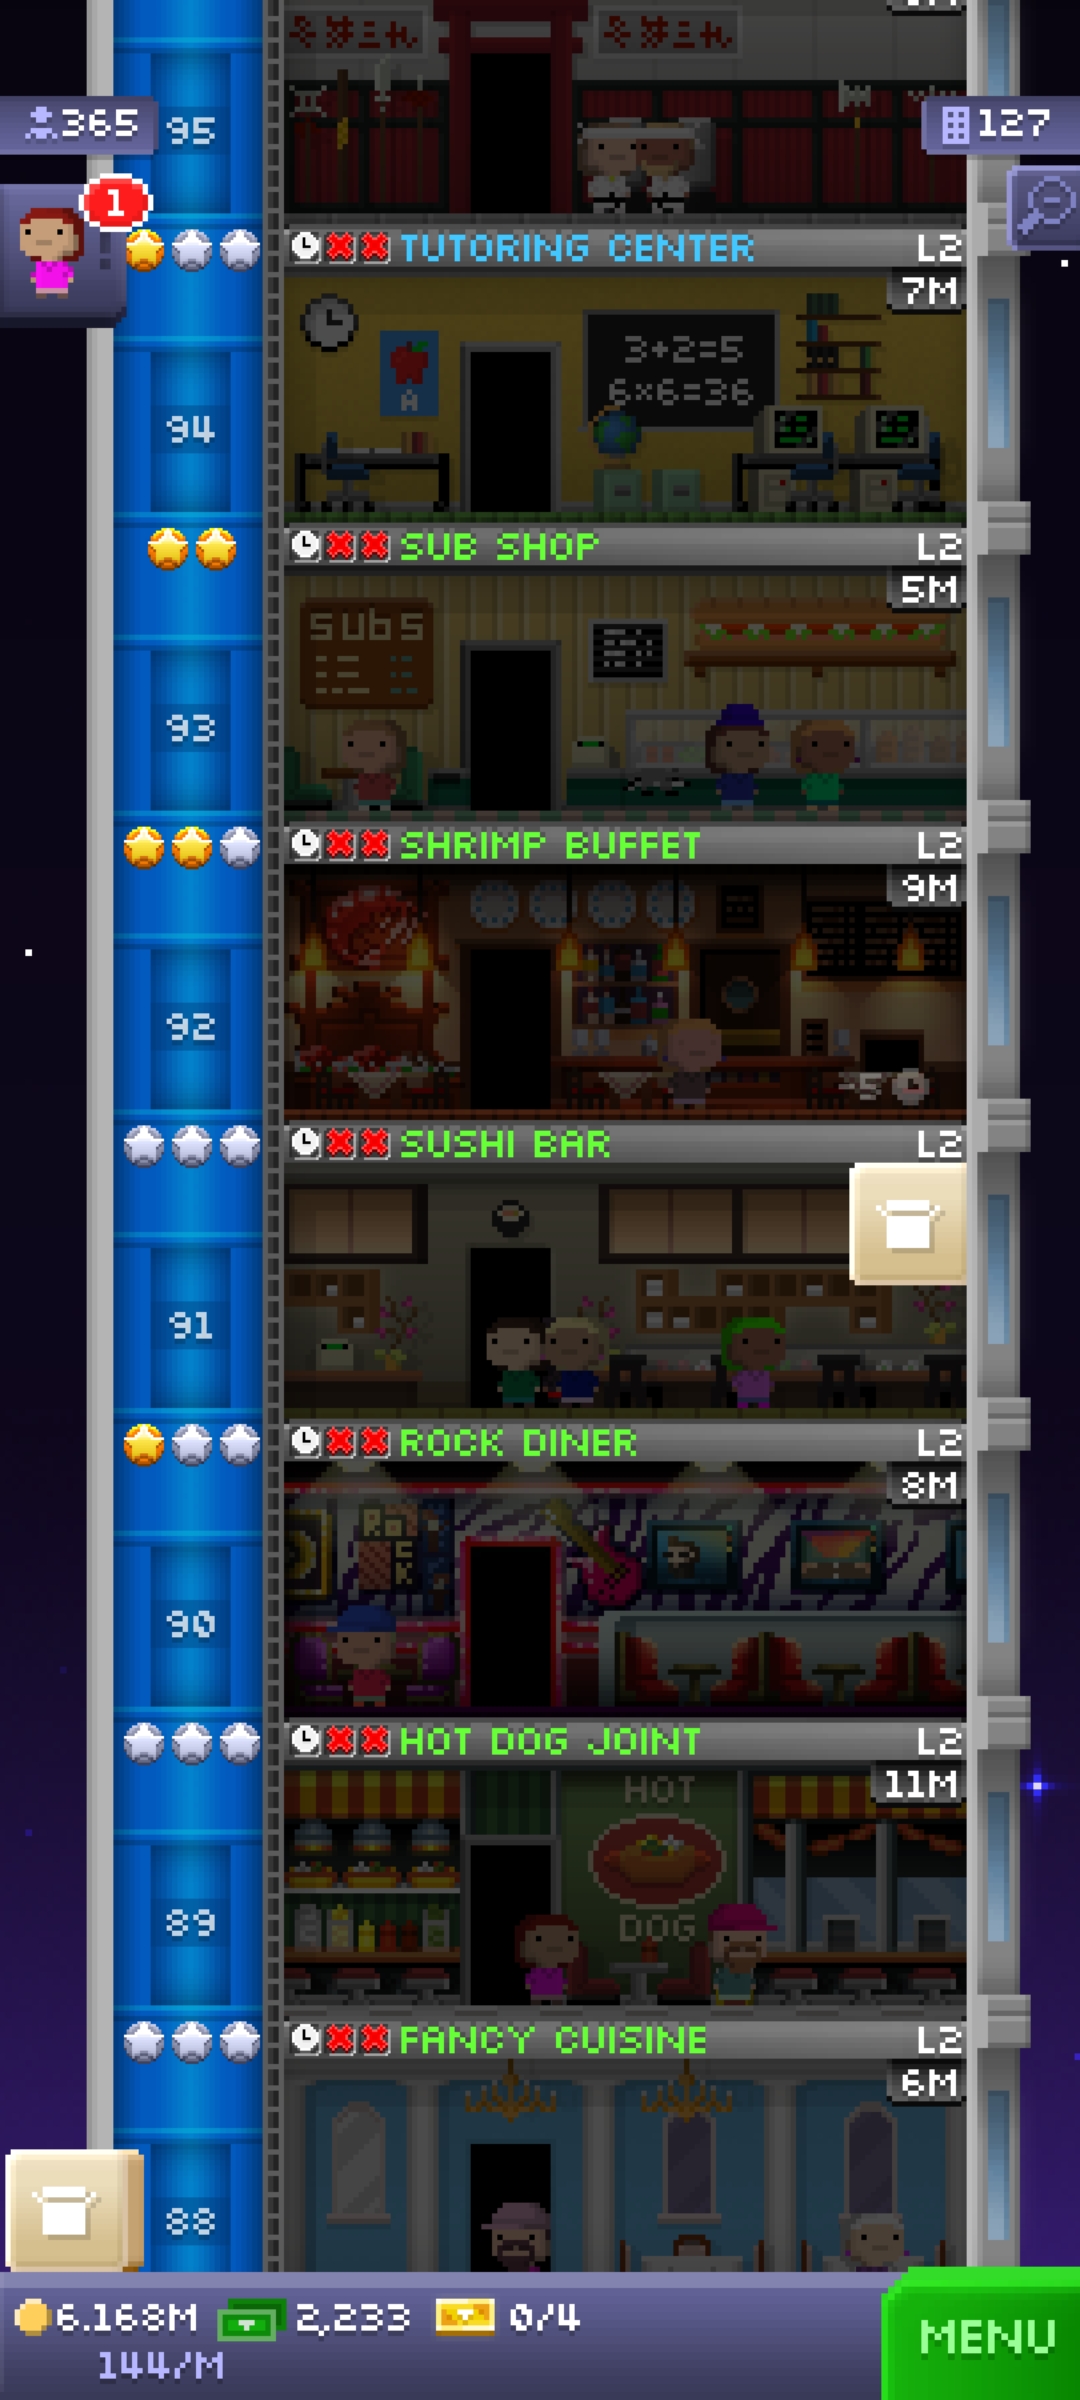 365
95
127
1
TUTORING CENTER
L2
7M
3+2=5
6×6=36
A
94
SUB SHOP
L2
5M
subs
93
SHRIMP BUFFET
L2
9M
92
-5
SUSHI BAR
L2
91
ROCK DINER
L2
8M
RoCK
90
HOT DOG JOINT
L2
11M
HOT
DOG
89
FANCY CUISINE
L2
6M
88
6.168M
2,233
0/4
144/M
MENU